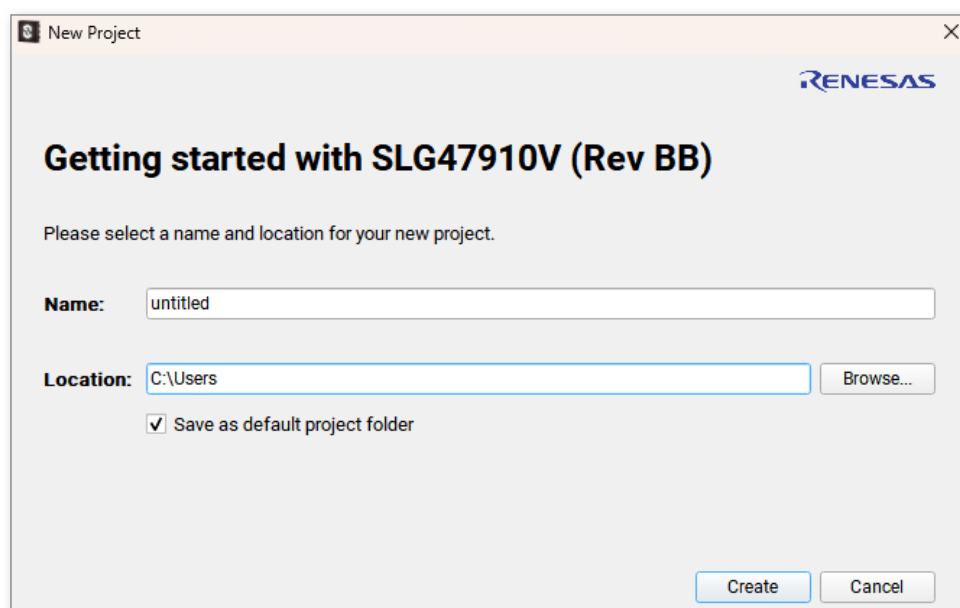 New Project
RENESAS
Getting started with SLG47910V (Rev BB)
Please select a name and location for your new project.
Name: untitled
Location: C:\Users Browse...
Save as default project folder
Create Cancel